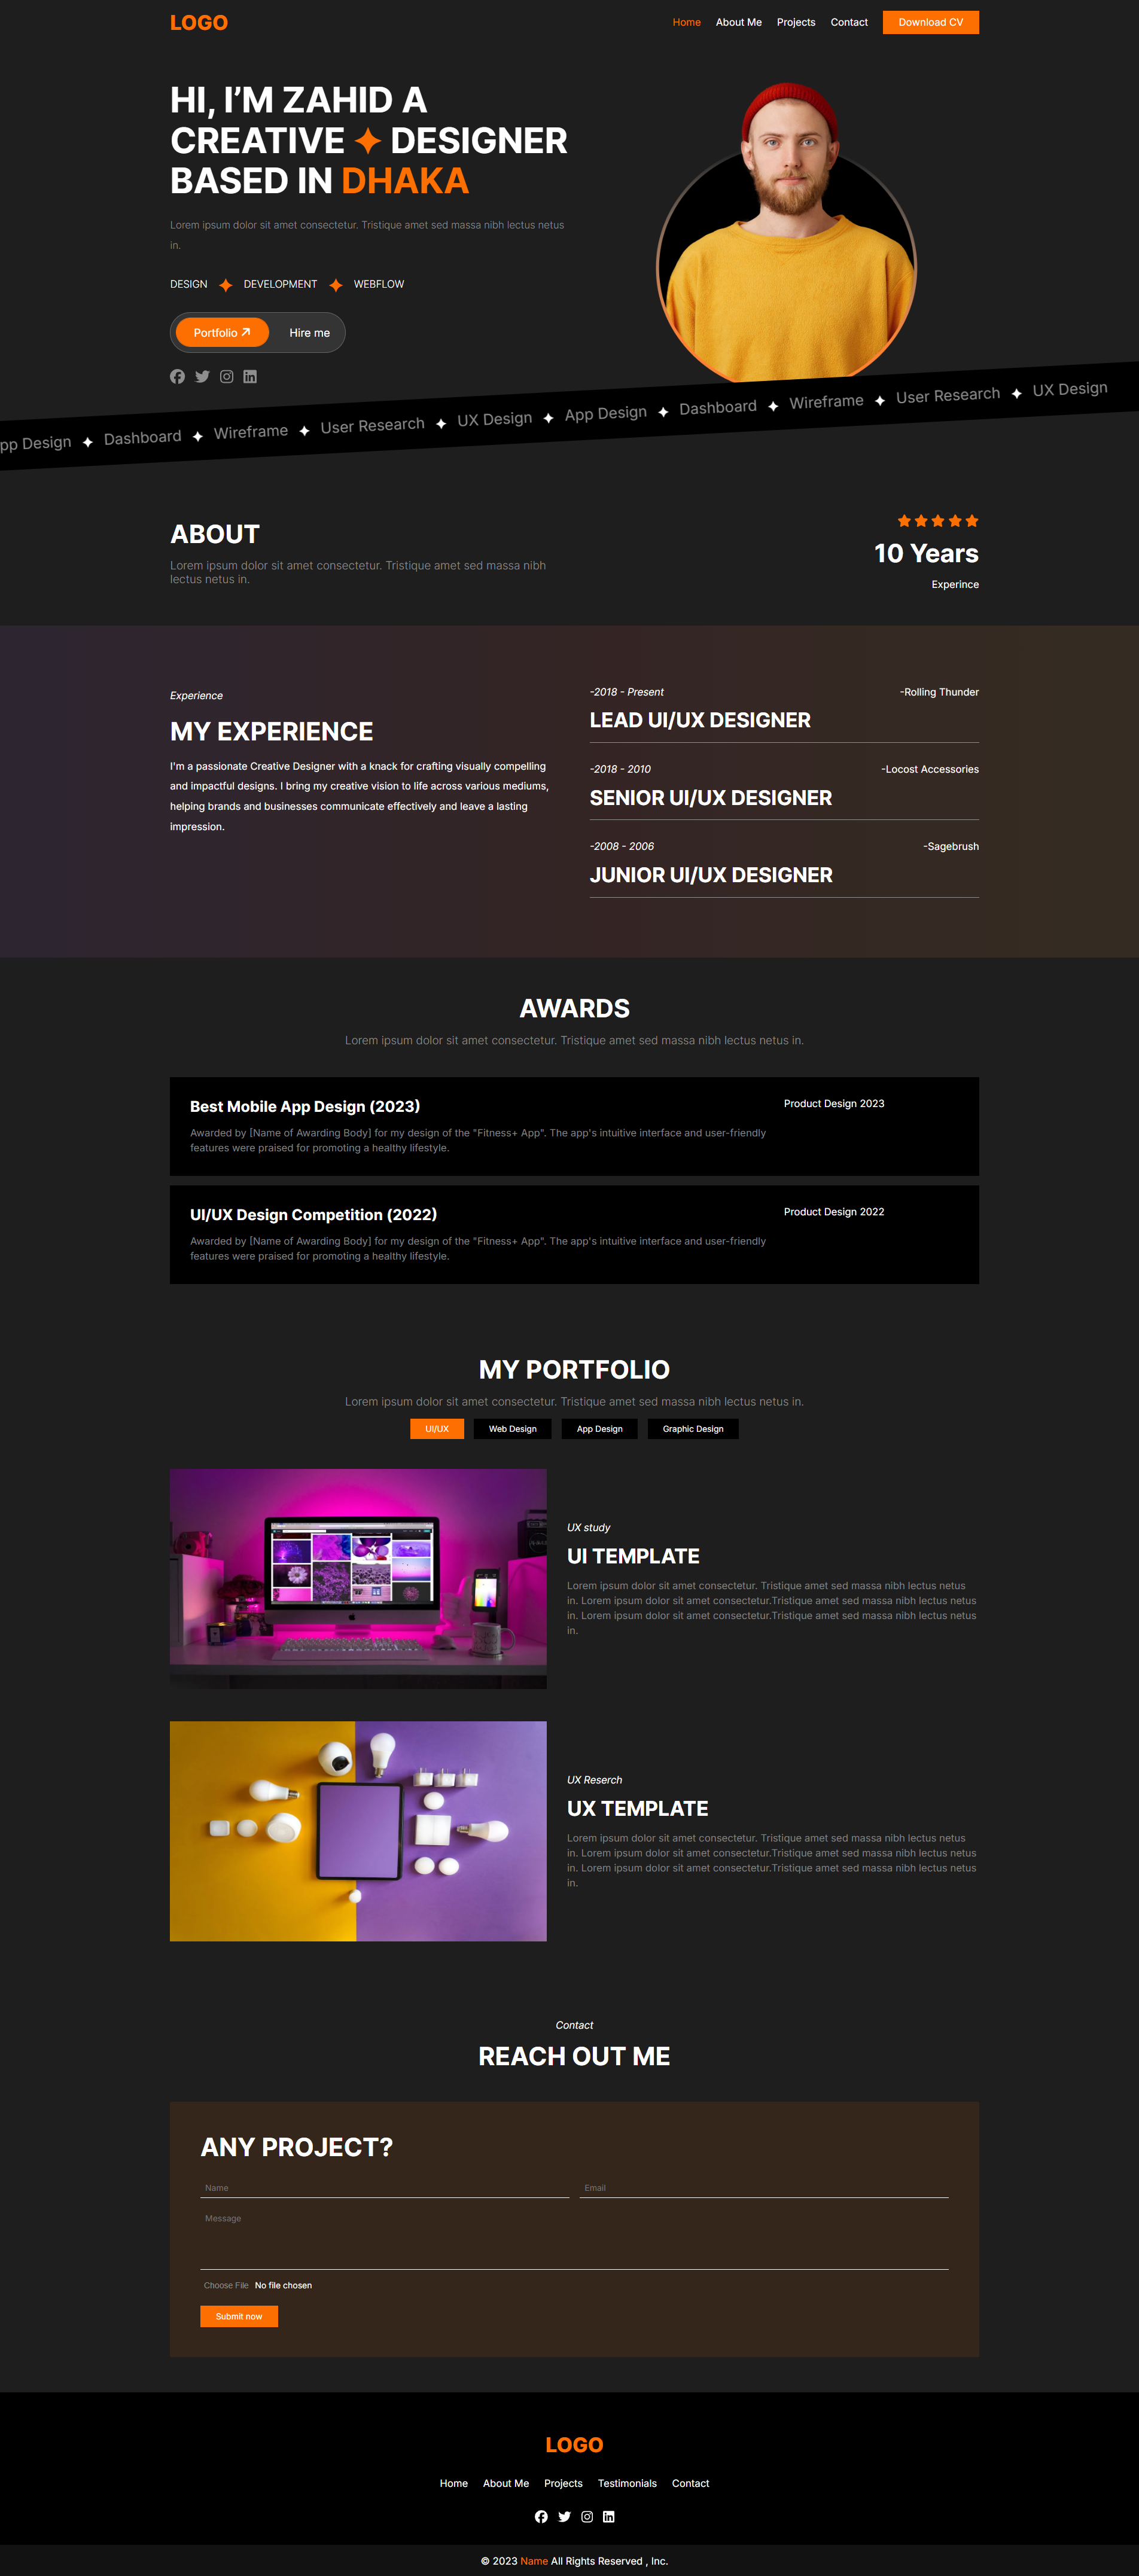 LOGO
Home About Me Projects Contact Download CV
HI, I’M ZAHID A
CREATIVE ✦ DESIGNER
BASED IN DHAKA
Lorem ipsum dolor sit amet consectetur. Tristique amet sed massa nibh lectus netus
in.
DESIGN ✦ DEVELOPMENT ✦ WEBFLOW
Portfolio Hire me
pp Design ✦ Dashboard ✦ Wireframe ✦ User Research ✦ UX Design ✦ App Design ✦ Dashboard ✦ Wireframe ✦ User Research ✦ UX Design
ABOUT
Lorem ipsum dolor sit amet consectetur. Tristique amet sed massa nibh
lectus netus in.
10 Years
Experince
Experience
MY EXPERIENCE
I'm a passionate Creative Designer with a knack for crafting visually compelling
and impactful designs. I bring my creative vision to life across various mediums,
helping brands and businesses communicate effectively and leave a lasting
impression.
-2018 - Present -Rolling Thunder
LEAD UI/UX DESIGNER
-2018 - 2010 -Locost Accessories
SENIOR UI/UX DESIGNER
-2008 - 2006 -Sagebrush
JUNIOR UI/UX DESIGNER
AWARDS
Lorem ipsum dolor sit amet consectetur. Tristique amet sed massa nibh lectus netus in.
Best Mobile App Design (2023)
Product Design 2023
Awarded by [Name of Awarding Body] for my design of the "Fitness+ App". The app's intuitive interface and user-friendly
features were praised for promoting a healthy lifestyle.
UI/UX Design Competition (2022)
Product Design 2022
Awarded by [Name of Awarding Body] for my design of the "Fitness+ App". The app's intuitive interface and user-friendly
features were praised for promoting a healthy lifestyle.
MY PORTFOLIO
Lorem ipsum dolor sit amet consectetur. Tristique amet sed massa nibh lectus netus in.
UI/UX Web Design App Design Graphic Design
UX study
UI TEMPLATE
Lorem ipsum dolor sit amet consectetur. Tristique amet sed massa nibh lectus netus
in. Lorem ipsum dolor sit amet consectetur.Tristique amet sed massa nibh lectus netus
in. Lorem ipsum dolor sit amet consectetur.Tristique amet sed massa nibh lectus netus
in.
UX Reserch
UX TEMPLATE
Lorem ipsum dolor sit amet consectetur. Tristique amet sed massa nibh lectus netus
in. Lorem ipsum dolor sit amet consectetur.Tristique amet sed massa nibh lectus netus
in. Lorem ipsum dolor sit amet consectetur.Tristique amet sed massa nibh lectus netus
in.
Contact
REACH OUT ME
ANY PROJECT?
Name Email
Message
Choose File No file chosen
Submit now
LOGO
Home About Me Projects Testimonials Contact
© 2023 Name All Rights Reserved , Inc.